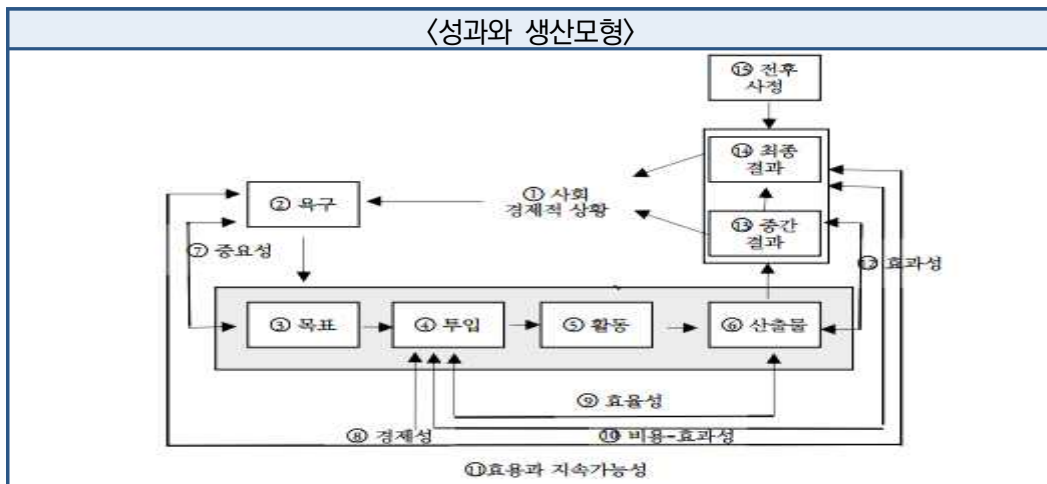 〈성과와 생산모형〉
⑮ 전후
사정
⑭ 최종
결과
① 사회
경제적 상황
② 욕구
⑬ 중간
결과
⑦ 중요성
⑫ 효과성
③ 목표
④ 투입
⑤ 활동
⑥ 산출물
⑨ 효율성
⑧ 경제성
⑩ 비용-효과성
⑪효용과 지속가능성